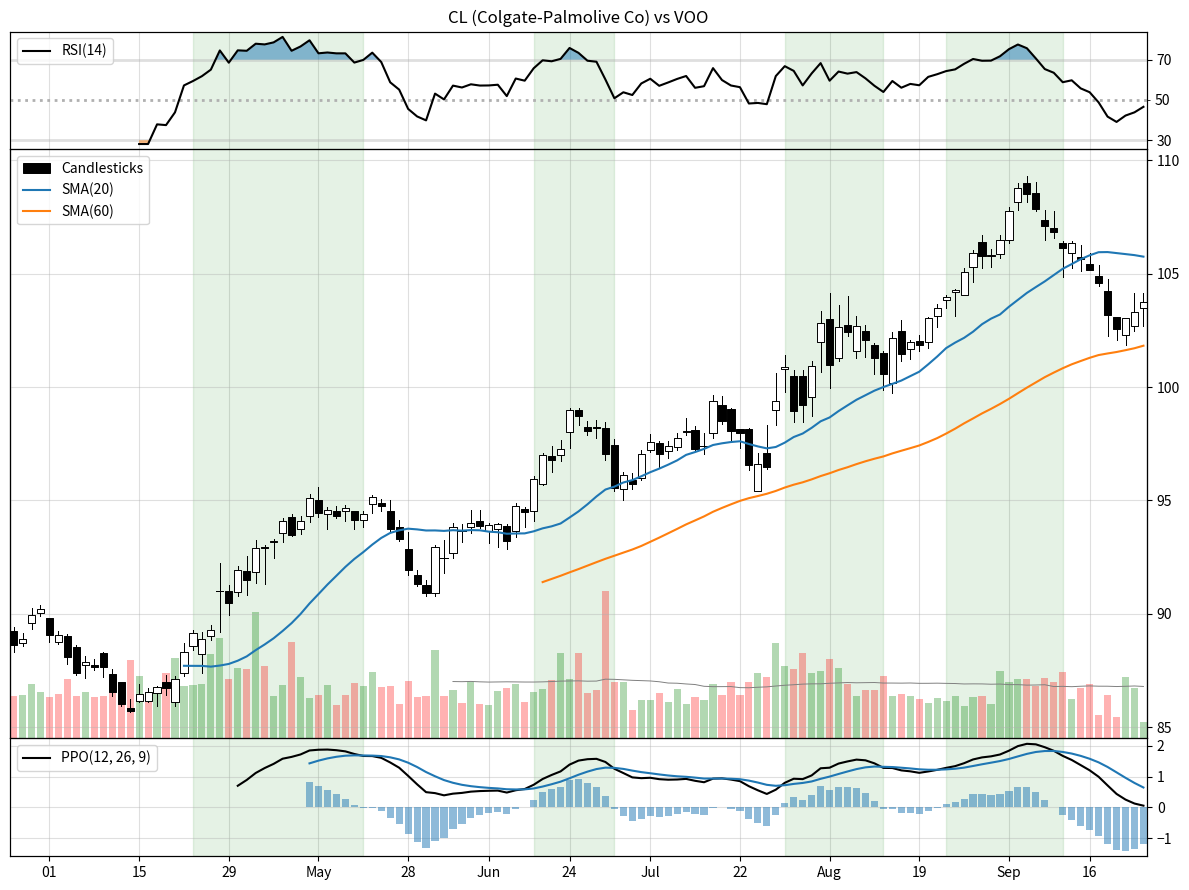 CL (Colgate-Palmolive Co) vs VOO
RSI(14)
70
50
30
Candlesticks
SMA(20)
SMA(60)
110
105
100
95
90
85
PPO(12, 26, 9)
2
1
0
−1
01 15 29 May 28 Jun 24 Jul 22 Aug 19 Sep 16